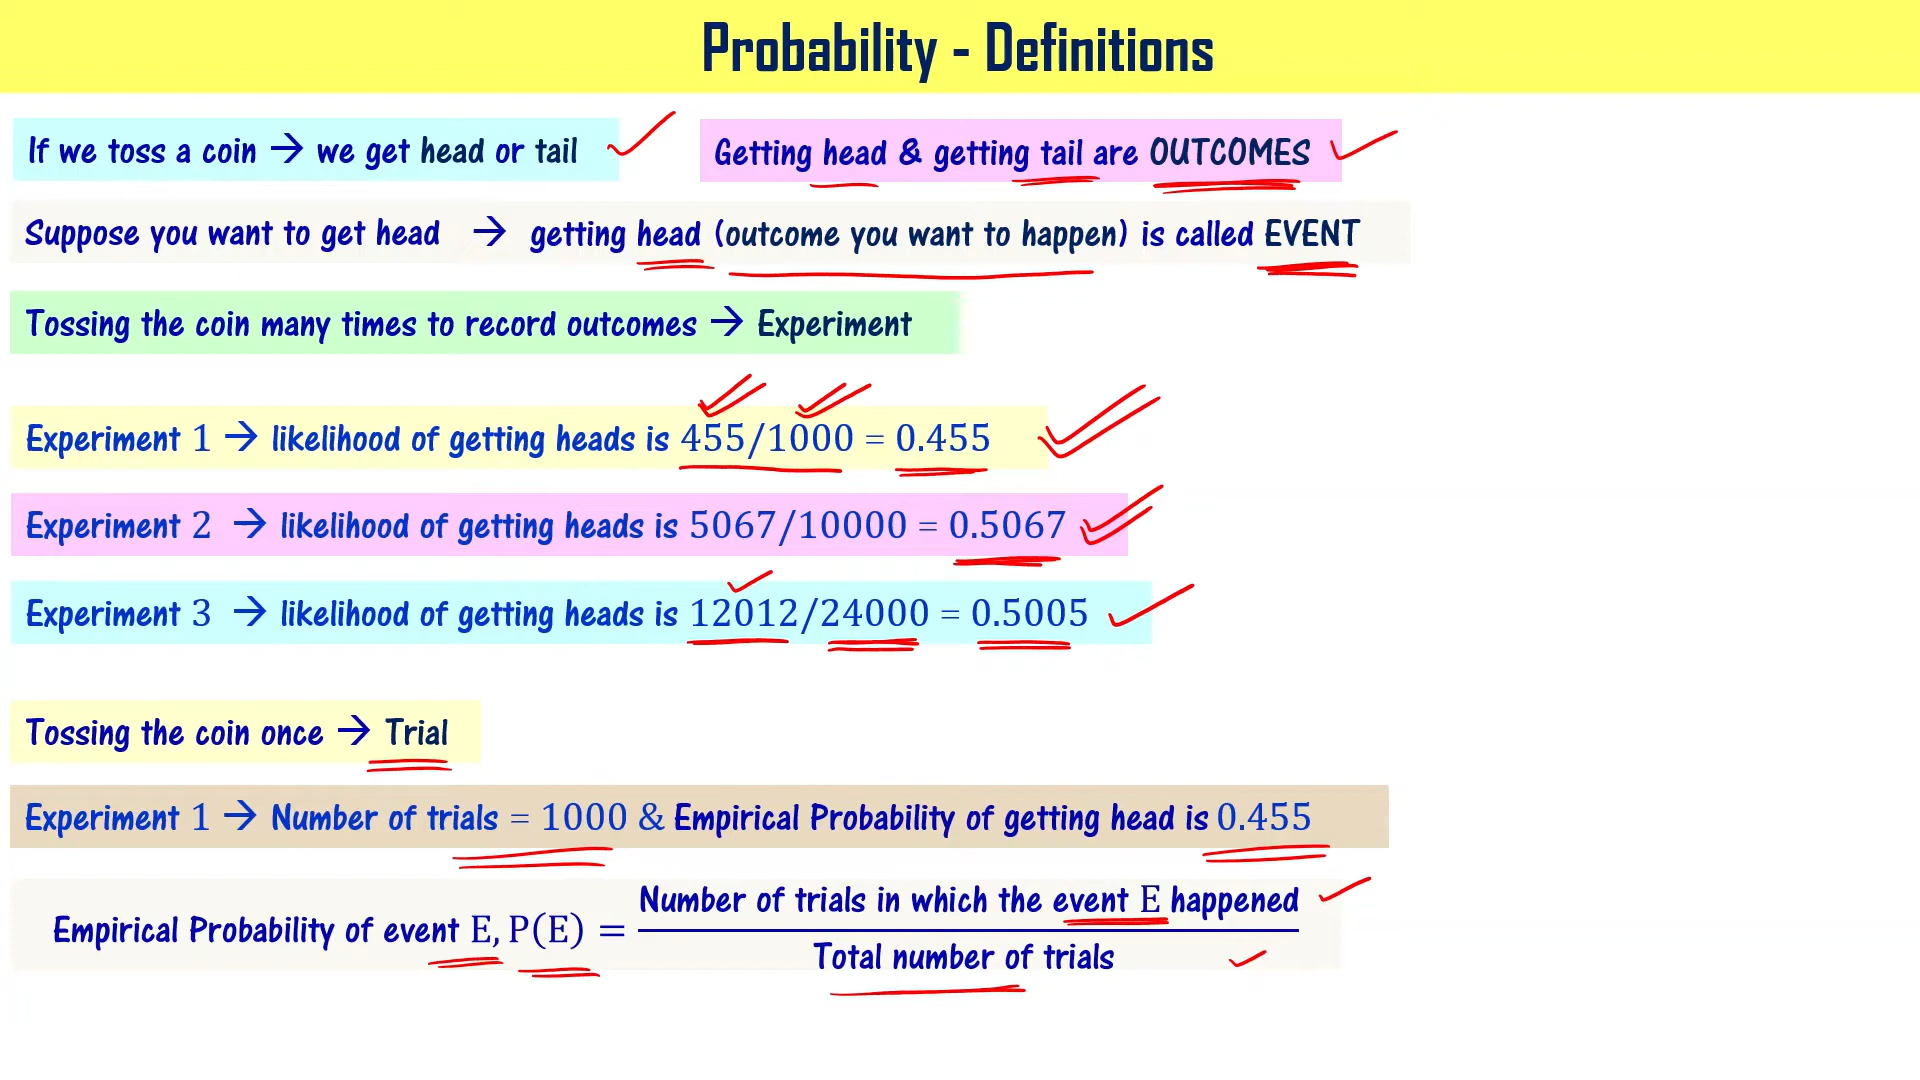 Probability - Definitions
If we toss a coin → we get head or tail
Getting head & getting tail are OUTCOMES
Suppose you want to get head → getting head (outcome you want to happen) is called EVENT
Tossing the coin many times to record outcomes → Experiment
Experiment 1 → likelihood of getting heads is 455/1000 = 0.455
Experiment 2 → likelihood of getting heads is 5067/10000 = 0.5067
Experiment 3 → likelihood of getting heads is 12012/24000 = 0.5005
Tossing the coin once → Trial
Experiment 1 → Number of trials = 1000 & Empirical Probability of getting head is 0.455
Number of trials in which the event E happened
Empirical Probability of event E, P(E) =
Total number of trials